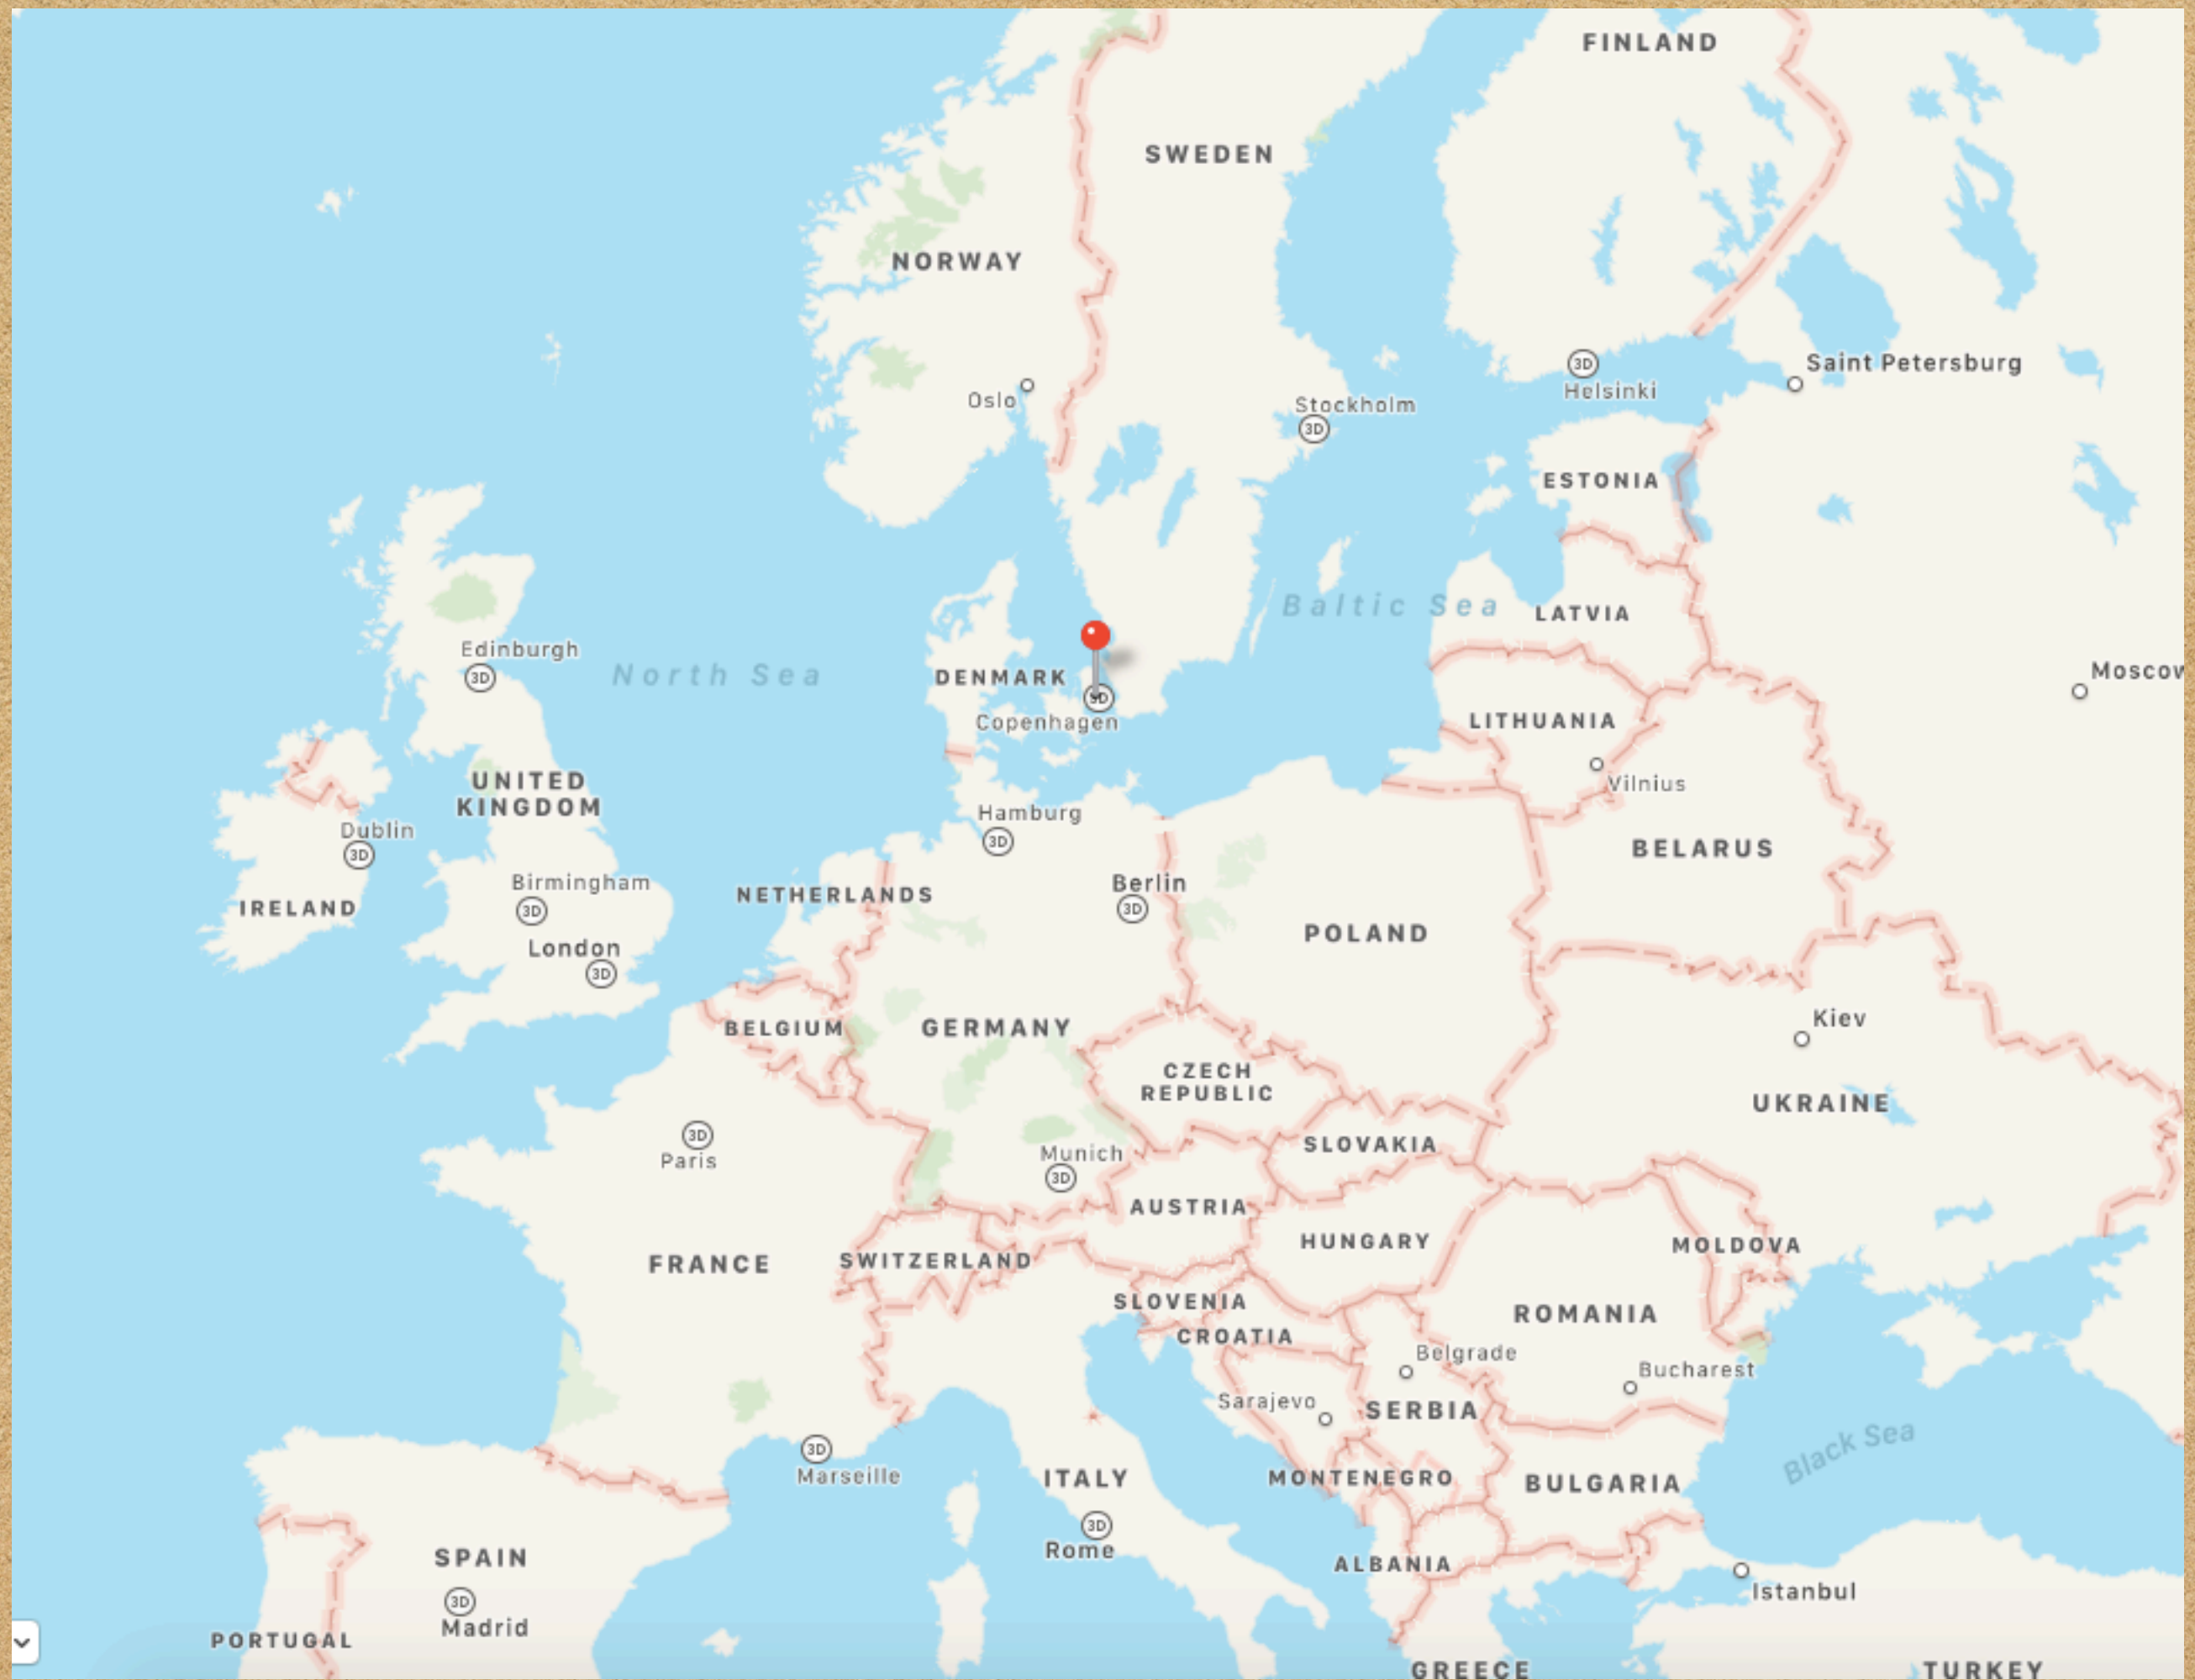 FINLAND
SWEDEN
NORWAY
Saint Petersburg
3D
Helsinki
Oslo
Stockholm
3D
ESTONIA
Baltic Sea
LATVIA
Edinburgh
3D
North Sea
DENMARK
3D
Copenhagen
Moscow
LITHUANIA
Vilnius
UNITED
KINGDOM
Hamburg
3D
Dublin
3D
BELARUS
Birmingham
3D
NETHERLANDS
Berlin
3D
IRELAND
POLAND
London
3D
BELGIUM
GERMANY
Kiev
CZECH
REPUBLIC
UKRAINE
3D
Paris
Munich
3D
SLOVAKIA
AUSTRIA
HUNGARY
MOLDOVA
FRANCE
SWITZERLAND
SLOVENIA
ROMANIA
CROATIA
Belgrade
Bucharest
Sarajevo
SERBIA
Black Sea
3D
Marseille
ITALY
MONTENEGRO
BULGARIA
3D
Rome
SPAIN
ALBANIA
3D
Madrid
Istanbul
PORTUGAL
GREECE
TURKEY